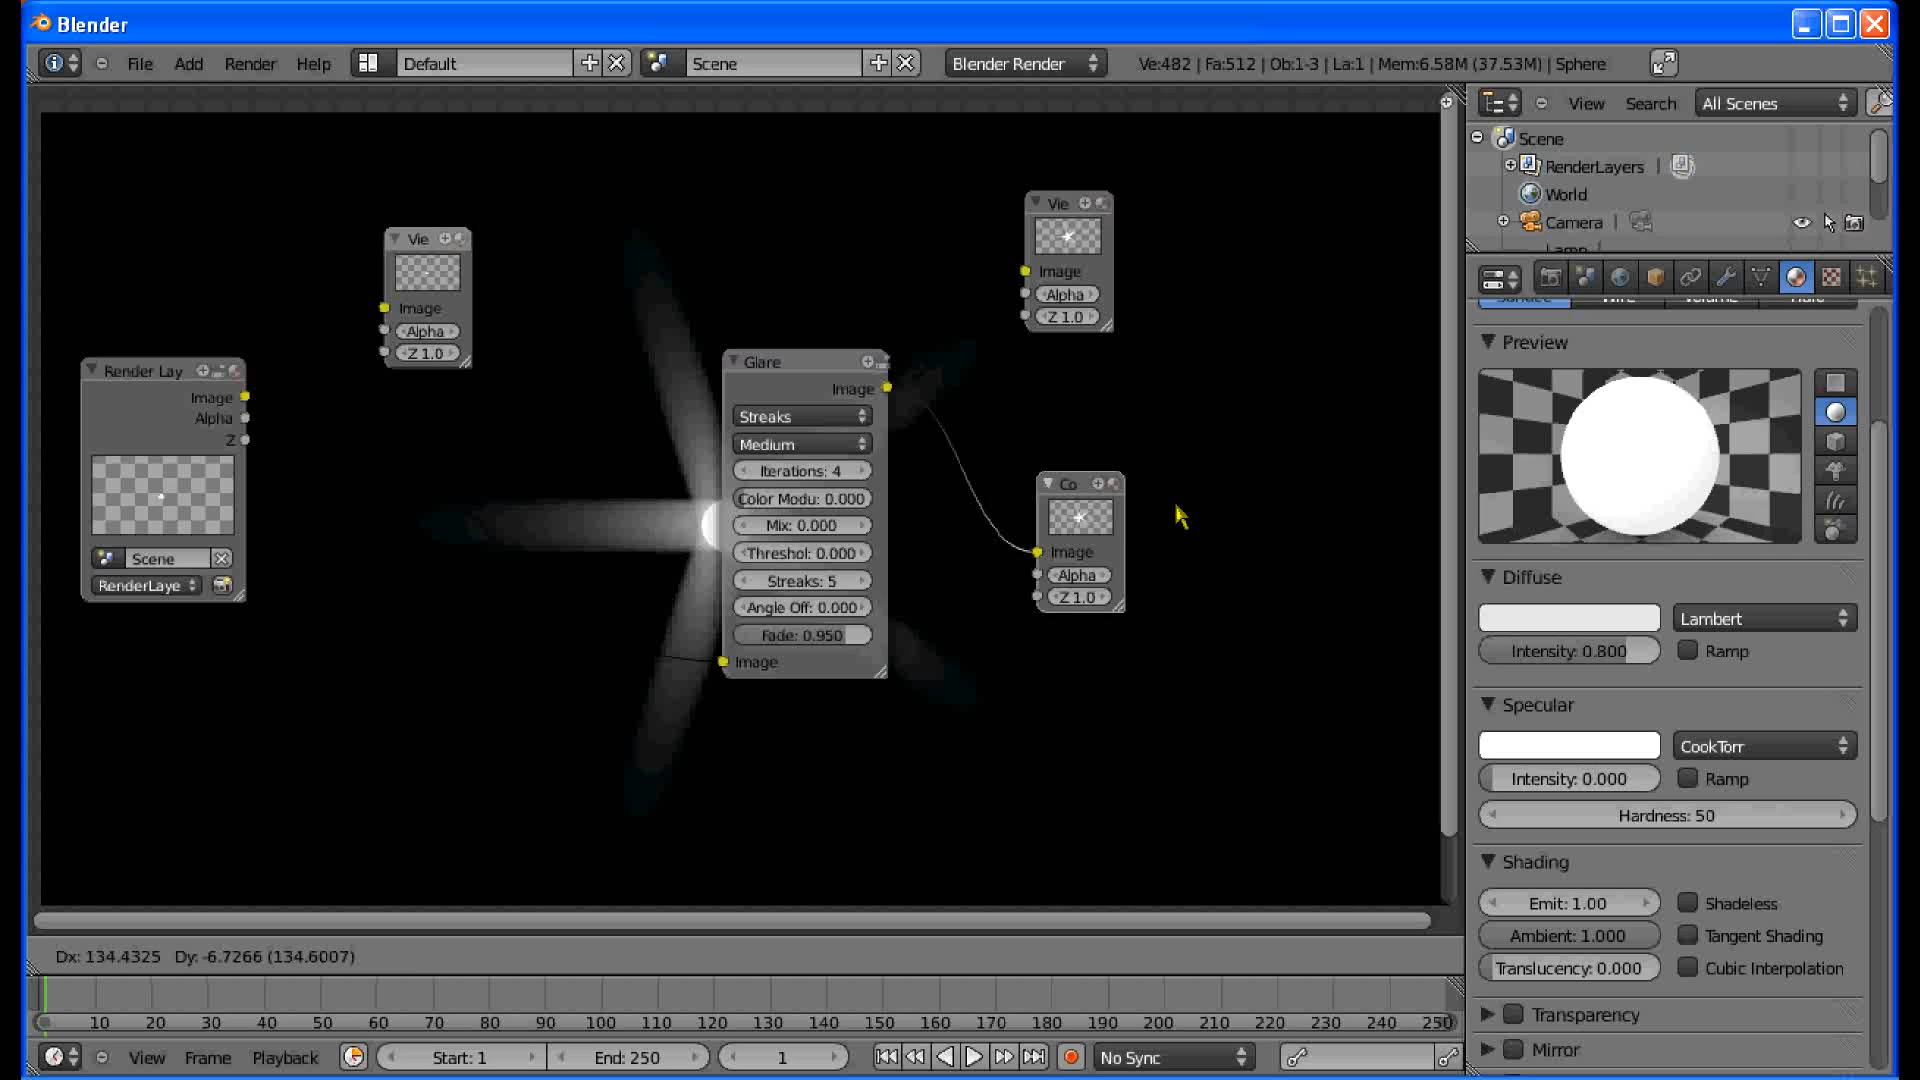 Blender
File Add Render Help Default Scene Blender Render Ve:482 | Fa:512 | Ob:1-3 | La:1 | Mem:6.58M (37.53M) | Sphere
View Search All Scenes
Scene
RenderLayers |
World
Camera |
Lamp
Vie
Image
Alpha
Z 1.0
Vie
Image
Alpha
Z 1.0
Render Lay
Image
Alpha
Z
Scene
RenderLaye
Glare
Image
Streaks
Medium
Iterations: 4
Color Modu: 0.000
Mix: 0.000
Threshol: 0.000
Streaks: 5
Angle Off: 0.000
Fade: 0.950
Image
Co
Image
Alpha
Z 1.0
Preview
Diffuse
Lambert
Intensity: 0.800 Ramp
Specular
CookTorr
Intensity: 0.000 Ramp
Hardness: 50
Shading
Emit: 1.00 Shadeless
Ambient: 1.000 Tangent Shading
Translucency: 0.000 Cubic Interpolation
Transparency
Mirror
Dx: 134.4325 Dy: -6.7266 (134.6007)
10 20 30 40 50 60 70 80 90 100 110 120 130 140 150 160 170 180 190 200 210 220 230 240 250
View Frame Playback Start: 1 End: 250 1 No Sync